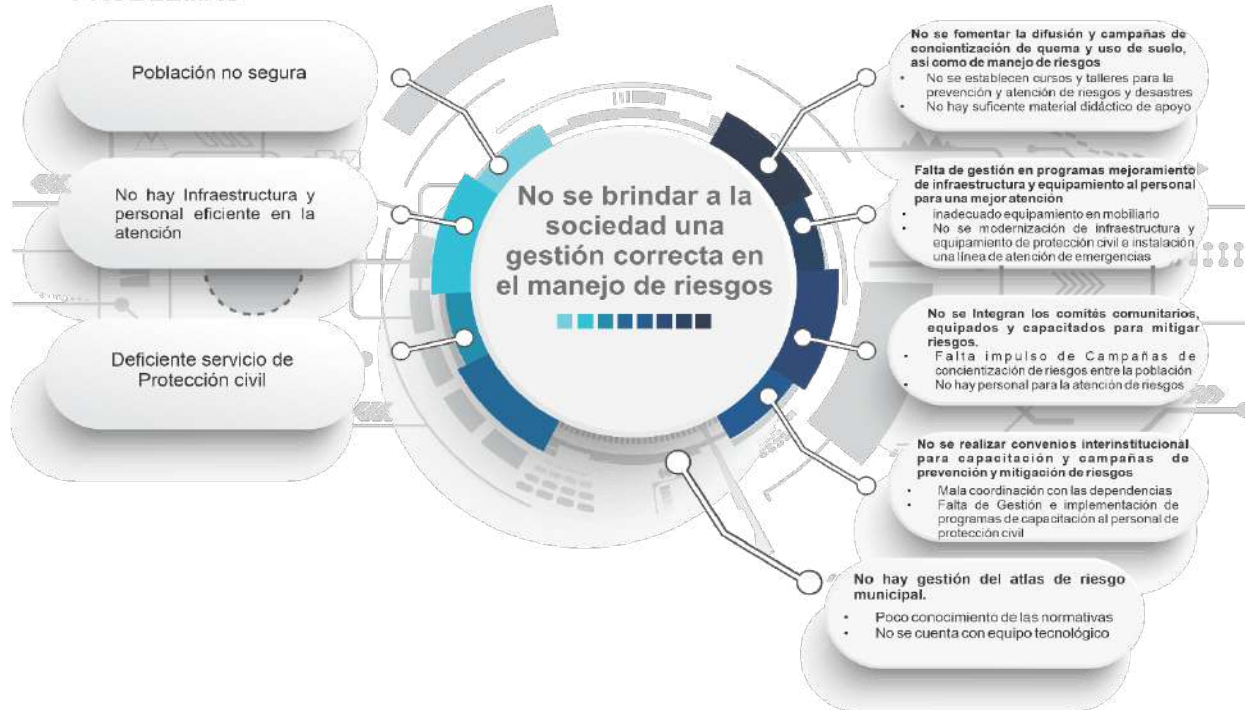 Población no segura
No hay Infraestructura y
personal eficiente en la
atención
Deficiente servicio de
Protección civil
No se brindar a la
sociedad una
gestión correcta en
el manejo de riesgos
No se fomentar la difusión y campañas de
concientización de quema y uso de suelo,
así como de manejo de riesgos
• No se establecen cursos y talleres para la
prevención y atención de riesgos y desastres
• No hay suficente material didáctico de apoyo
Falta de gestión en programas mejoramiento
de infraestructura y equipamiento al personal
para una mejor atención
• inadecuado equipamiento en mobiliario
• No se modernización de infraestructura y
equipamiento de protección civil e instalación
una línea de atención de emergencias
No se Integran los comités comunitarios,
equipados y capacitados para mitigar
riesgos.
• Falta impulso de Campañas de
concientización de riesgos entre la población
• No hay personal para la atención de riesgos
No se realizar convenios interinstitucional
para capacitación y campañas de
prevención y mitigación de riesgos
• Mala coordinación con las dependencias
• Falta de Gestión e implementación de
programas de capacitación al personal de
protección civil
No hay gestión del atlas de riesgo
municipal.
• Poco conocimiento de las normativas
• No se cuenta con equipo tecnológico